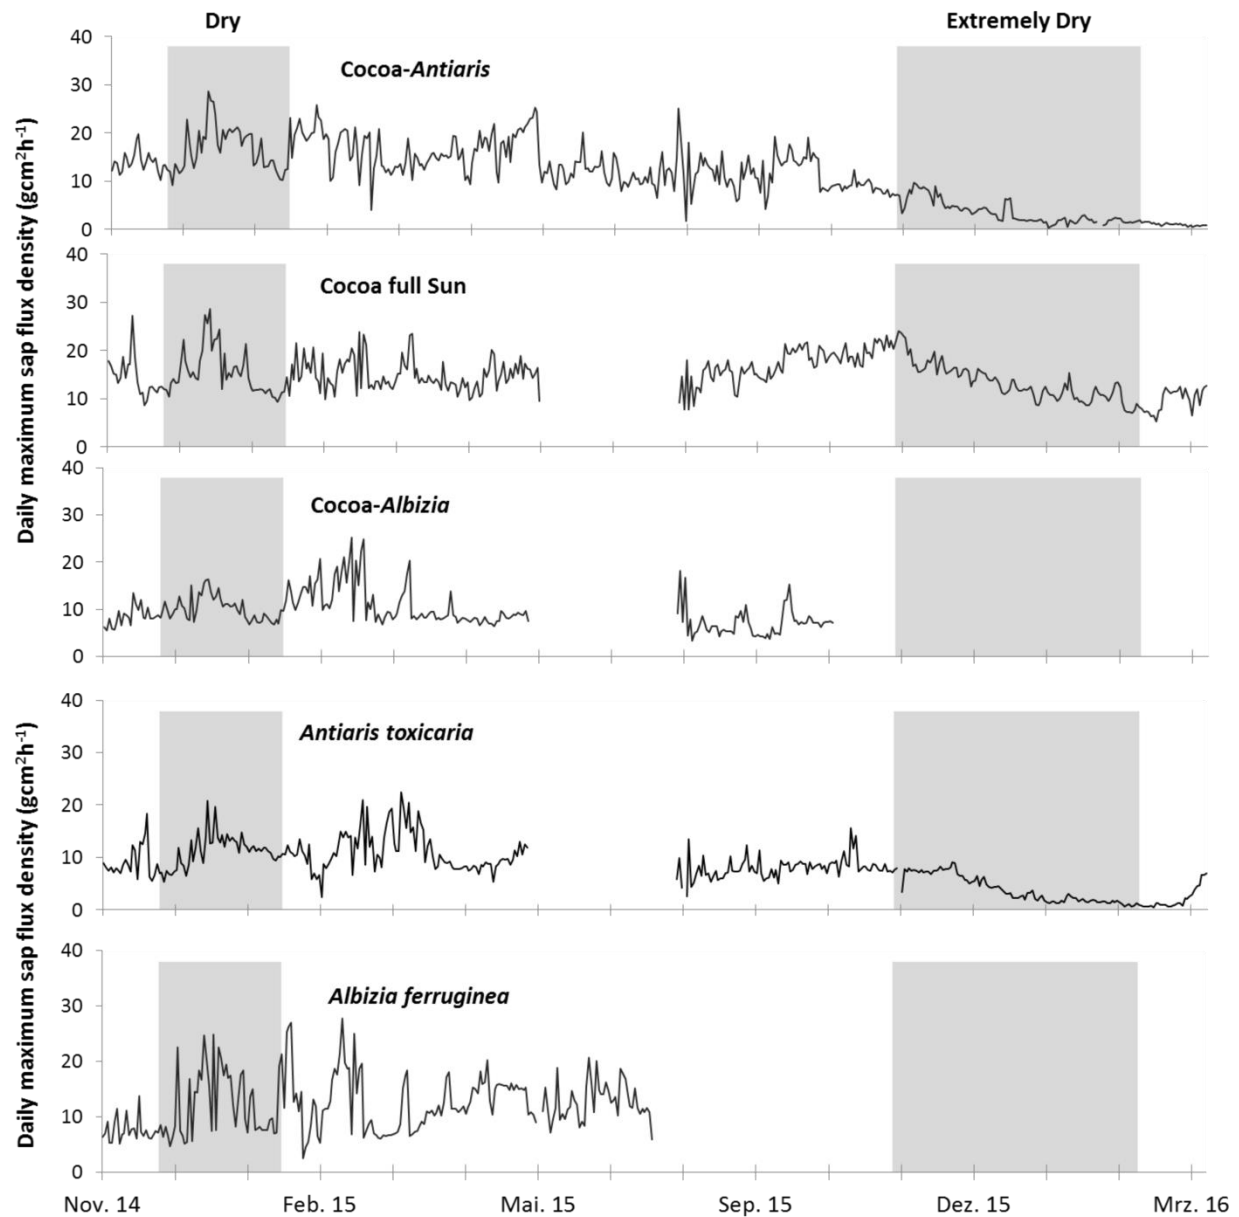 Dry
Extremely Dry
40
30
20
10
0
Cocoa-Antiaris
40
30
20
10
0
Cocoa full Sun
40
30
20
10
0
Cocoa-Albizia
Daily maximum sap flux density (gcm²h⁻¹)
40
30
20
10
0
Antiaris toxicaria
40
30
20
10
0
Albizia ferruginea
Daily maximum sap flux density (gcm²h⁻¹)
Nov. 14
Feb. 15
Mai. 15
Sep. 15
Dez. 15
Mrz. 16